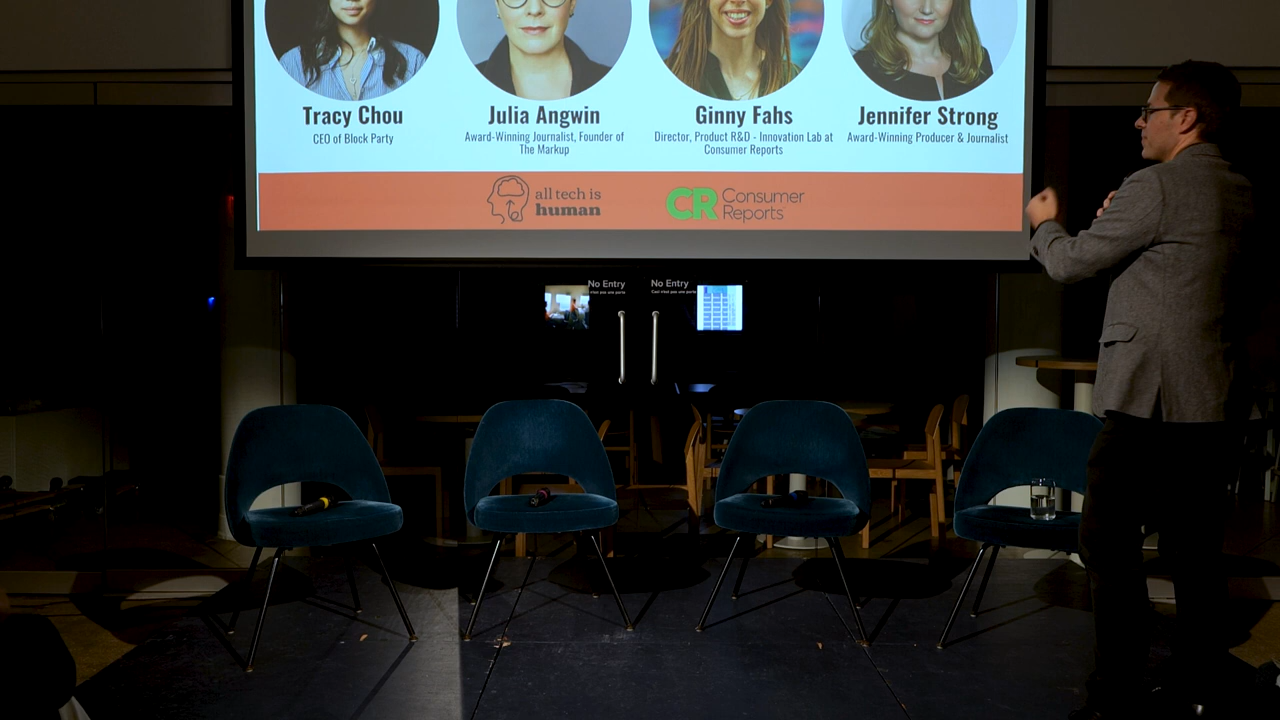 Tracy Chou
CEO of Block Party
Julia Angwin
Award-Winning Journalist, Founder of
The Markup
Ginny Fahs
Director, Product R&D - Innovation Lab at
Consumer Reports
Jennifer Strong
Award-Winning Producer & Journalist
all tech is
human
CR Consumer
Reports
No Entry
No Entry